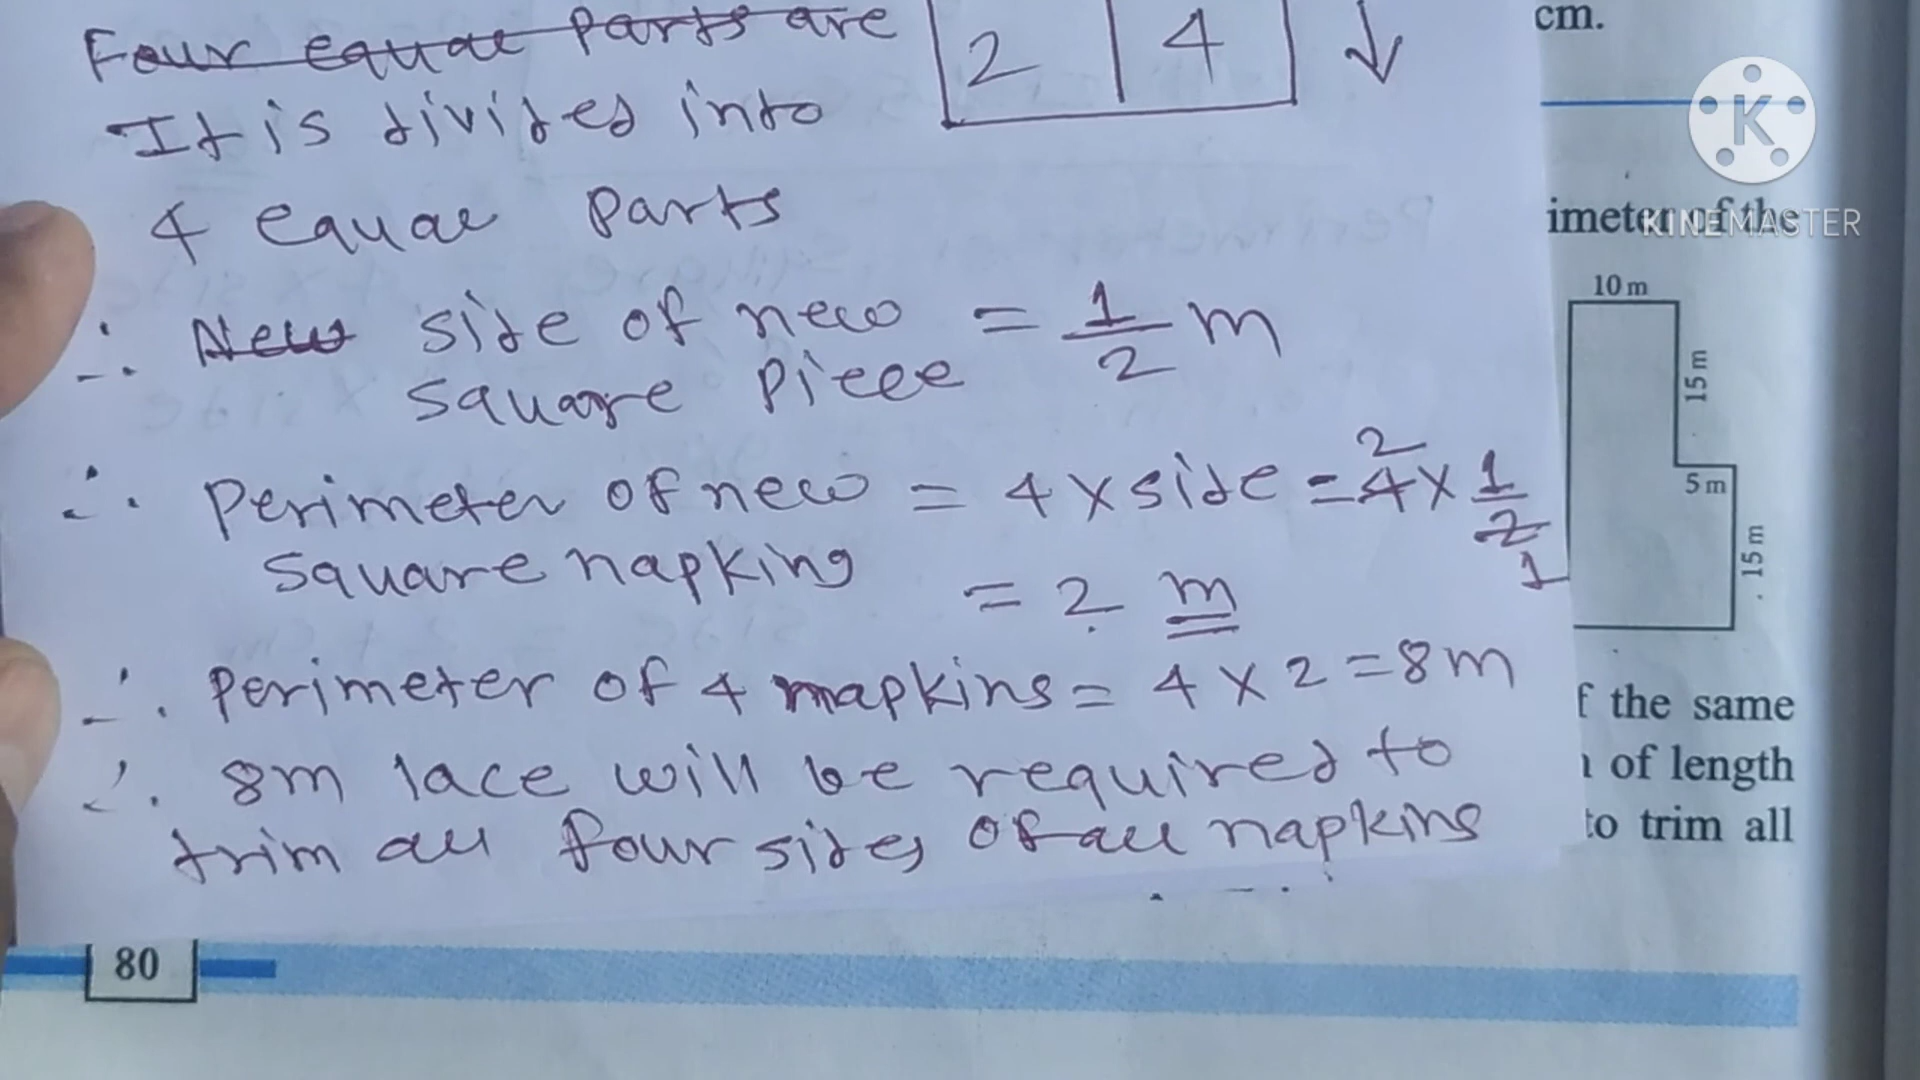 Four equal parts are
2 4
It is divided into
4 equal parts
∴ New side of new = 1/2 m
square piece
∴ Perimeter of new = 4 × side = 4 × 1/2
2
1
square napking = 2 m
∴ Perimeter of 4 napkins = 4 × 2 = 8 m
∴ 8m lace will be required to
trim all four sides of all napkins
80
cm.
imeter of the
K
KINEMASTER
10 m
15 m
5 m
15 m
f the same
of length
to trim all